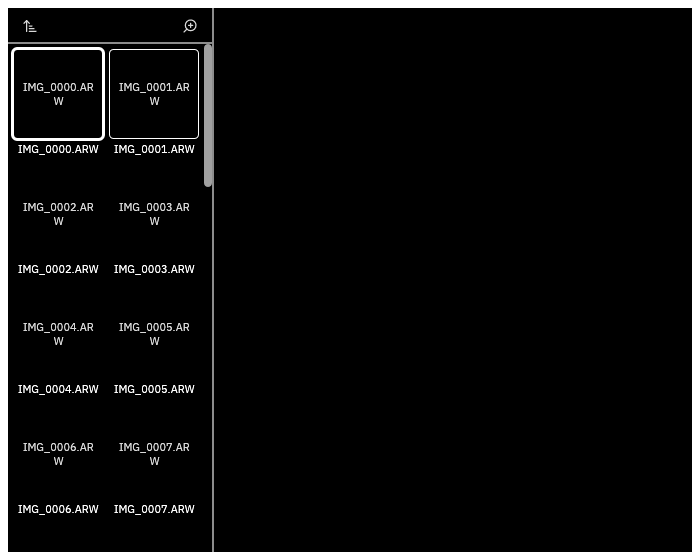 IMG_0000.AR
W
IMG_0001.AR
W
IMG_0000.ARW
IMG_0001.ARW
IMG_0002.AR
W
IMG_0003.AR
W
IMG_0002.ARW
IMG_0003.ARW
IMG_0004.AR
W
IMG_0005.AR
W
IMG_0004.ARW
IMG_0005.ARW
IMG_0006.AR
W
IMG_0007.AR
W
IMG_0006.ARW
IMG_0007.ARW